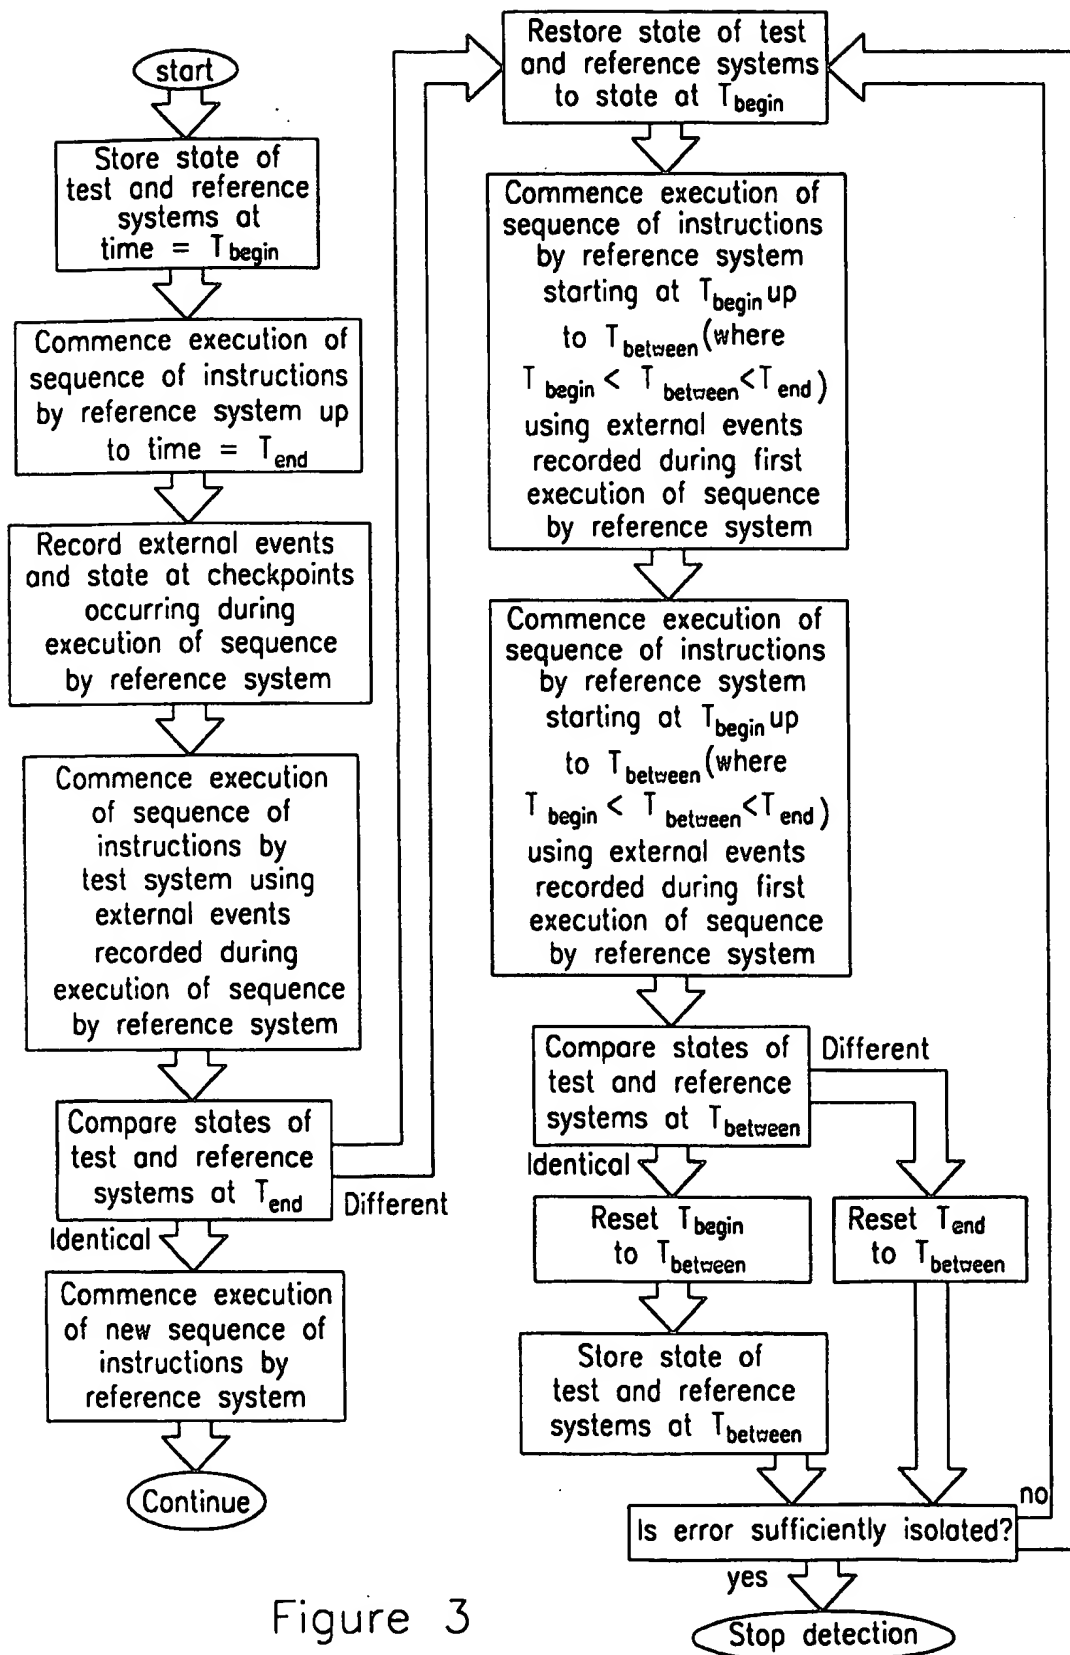 start
Store state of
test and reference
systems at
time = Tbegin
Commence execution of
sequence of instructions
by reference system up
to time = Tend
Record external events
and state at checkpoints
occurring during
execution of sequence
by reference system
Commence execution
of sequence of
instructions by
test system using
external events
recorded during
execution of sequence
by reference system
Compare states of
test and reference
systems at Tend
Different
Identical
Commence execution
of new sequence of
instructions by
reference system
Continue
Restore state of test
and reference systems
to state at Tbegin
Commence execution of
sequence of instructions
by reference system
starting at Tbegin up
to Tbetween (where
Tbegin < Tbetween < Tend)
using external events
recorded during first
execution of sequence
by reference system
Commence execution of
sequence of instructions
by reference system
starting at Tbegin up
to Tbetween (where
Tbegin < Tbetween < Tend)
using external events
recorded during first
execution of sequence
by reference system
Compare states of
test and reference
systems at Tbetween
Different
Identical
Reset Tbegin
to Tbetween
Reset Tend
to Tbetween
Store state of
test and reference
systems at Tbetween
Is error sufficiently isolated?
no
yes
Stop detection
Figure 3